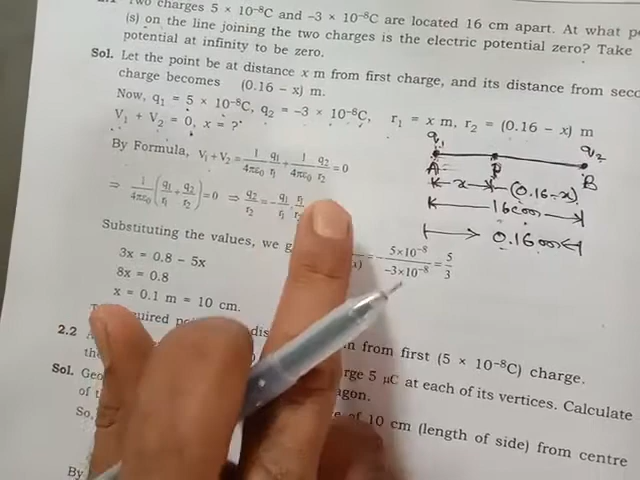 2.1 Two charges 5 × 10⁻⁸C and –3 × 10⁻⁸C are located 16 cm apart. At what
(s) on the line joining the two charges is the electric potential zero? Take
potential at infinity to be zero.
Sol. Let the point be at distance x m from first charge, and its distance from
charge becomes (0.16 – x) m.
Now, q₁ = 5 × 10⁻⁸C, q₂ = –3 × 10⁻⁸C, r₁ = x m, r₂ = (0.16 – x) m
V₁ + V₂ = 0, x = ?
By Formula, V₁ + V₂ = 1/4πε₀ q₁/r₁ + 1/4πε₀ q₂/r₂ = 0
⇒ 1/4πε₀ (q₁/r₁ + q₂/r₂) = 0 ⇒ q₂/r₂ = – q₁/r₁
q₁
q₂
A
P
B
x
(0.16-x)
16cm
0.16
Substituting the values, we
= – 5×10⁻⁸/–3×10⁻⁸ = 5/3
3x = 0.8 – 5x
8x = 0.8
x = 0.1 m = 10 cm.
from first (5 × 10⁻⁸C) charge.
2.2
5 μC at each of its vertices. Calculate
Sol.
of
So,
of 10 cm (length of side) from centre
By